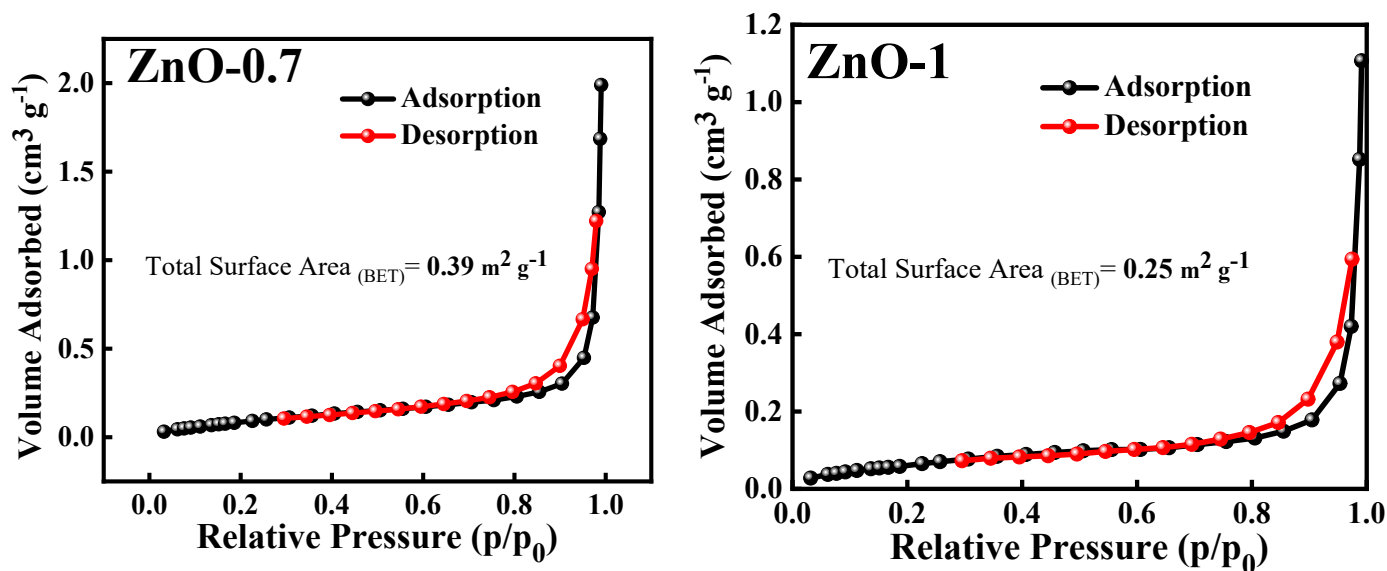 ZnO-0.7
Adsorption
Desorption
Total Surface Area (BET)= 0.39 m² g⁻¹
Volume Adsorbed (cm³ g⁻¹)
2.0
1.5
1.0
0.5
0.0
0.0 0.2 0.4 0.6 0.8 1.0
Relative Pressure (p/p₀)
ZnO-1
Adsorption
Desorption
Total Surface Area (BET)= 0.25 m² g⁻¹
Volume Adsorbed (cm³ g⁻¹)
1.2
1.0
0.8
0.6
0.4
0.2
0.0
0.0 0.2 0.4 0.6 0.8 1.0
Relative Pressure (p/p₀)